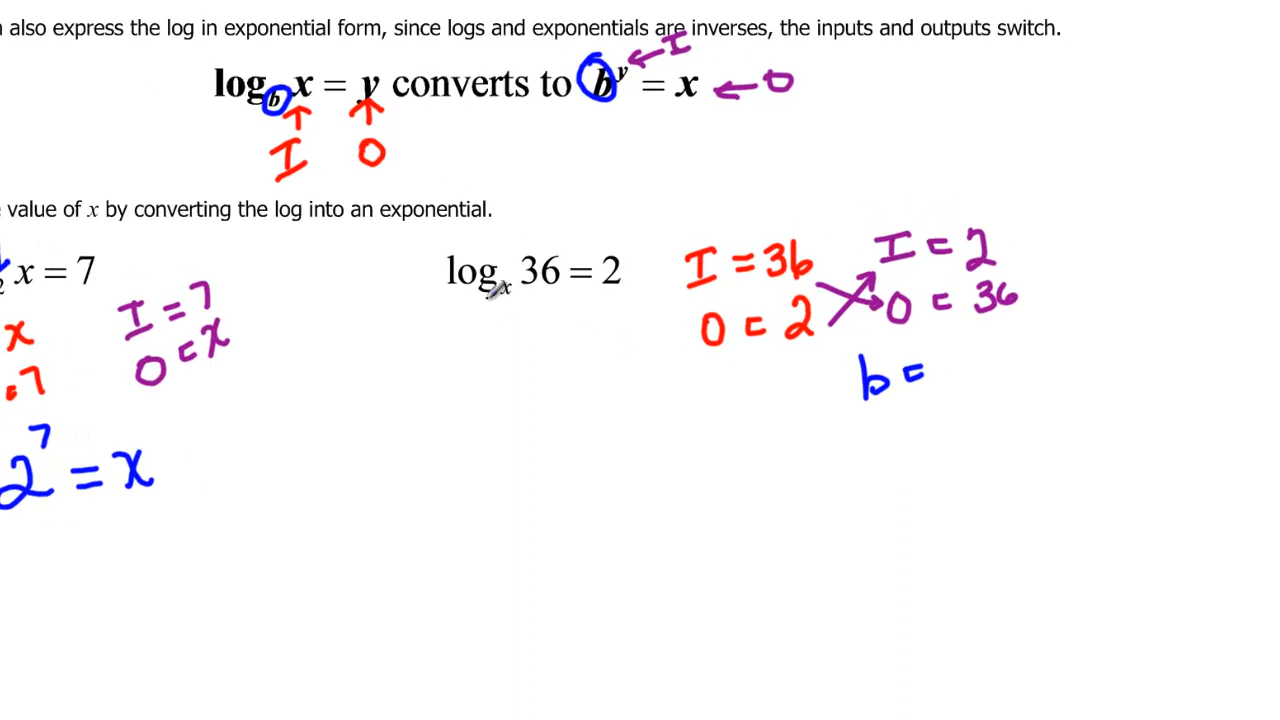 also express the log in exponential form, since logs and exponentials are inverses, the inputs and outputs switch.
← I
log_b x = y converts to b^y = x ← O
I O
value of x by converting the log into an exponential.
₂ x = 7
log_x 36 = 2
I = 36 I = 2
O = 2 O = 36
b =
x I = 7
= 7 O = x
2^7 = x